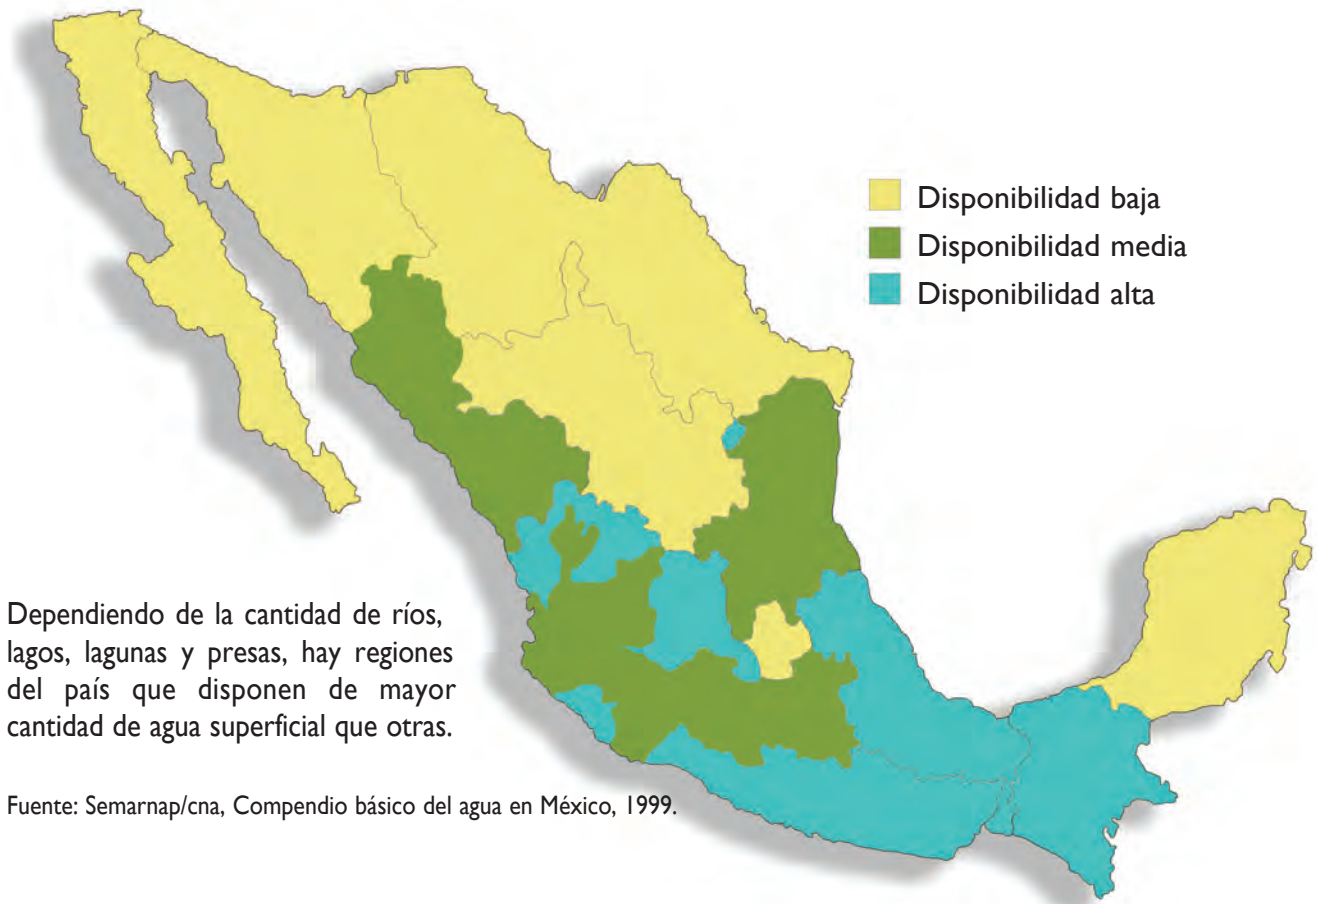 Disponibilidad baja
Disponibilidad media
Disponibilidad alta
Dependiendo de la cantidad de ríos,
lagos, lagunas y presas, hay regiones
del país que disponen de mayor
cantidad de agua superficial que otras.
Fuente: Semarnap/cna, Compendio básico del agua en México, 1999.